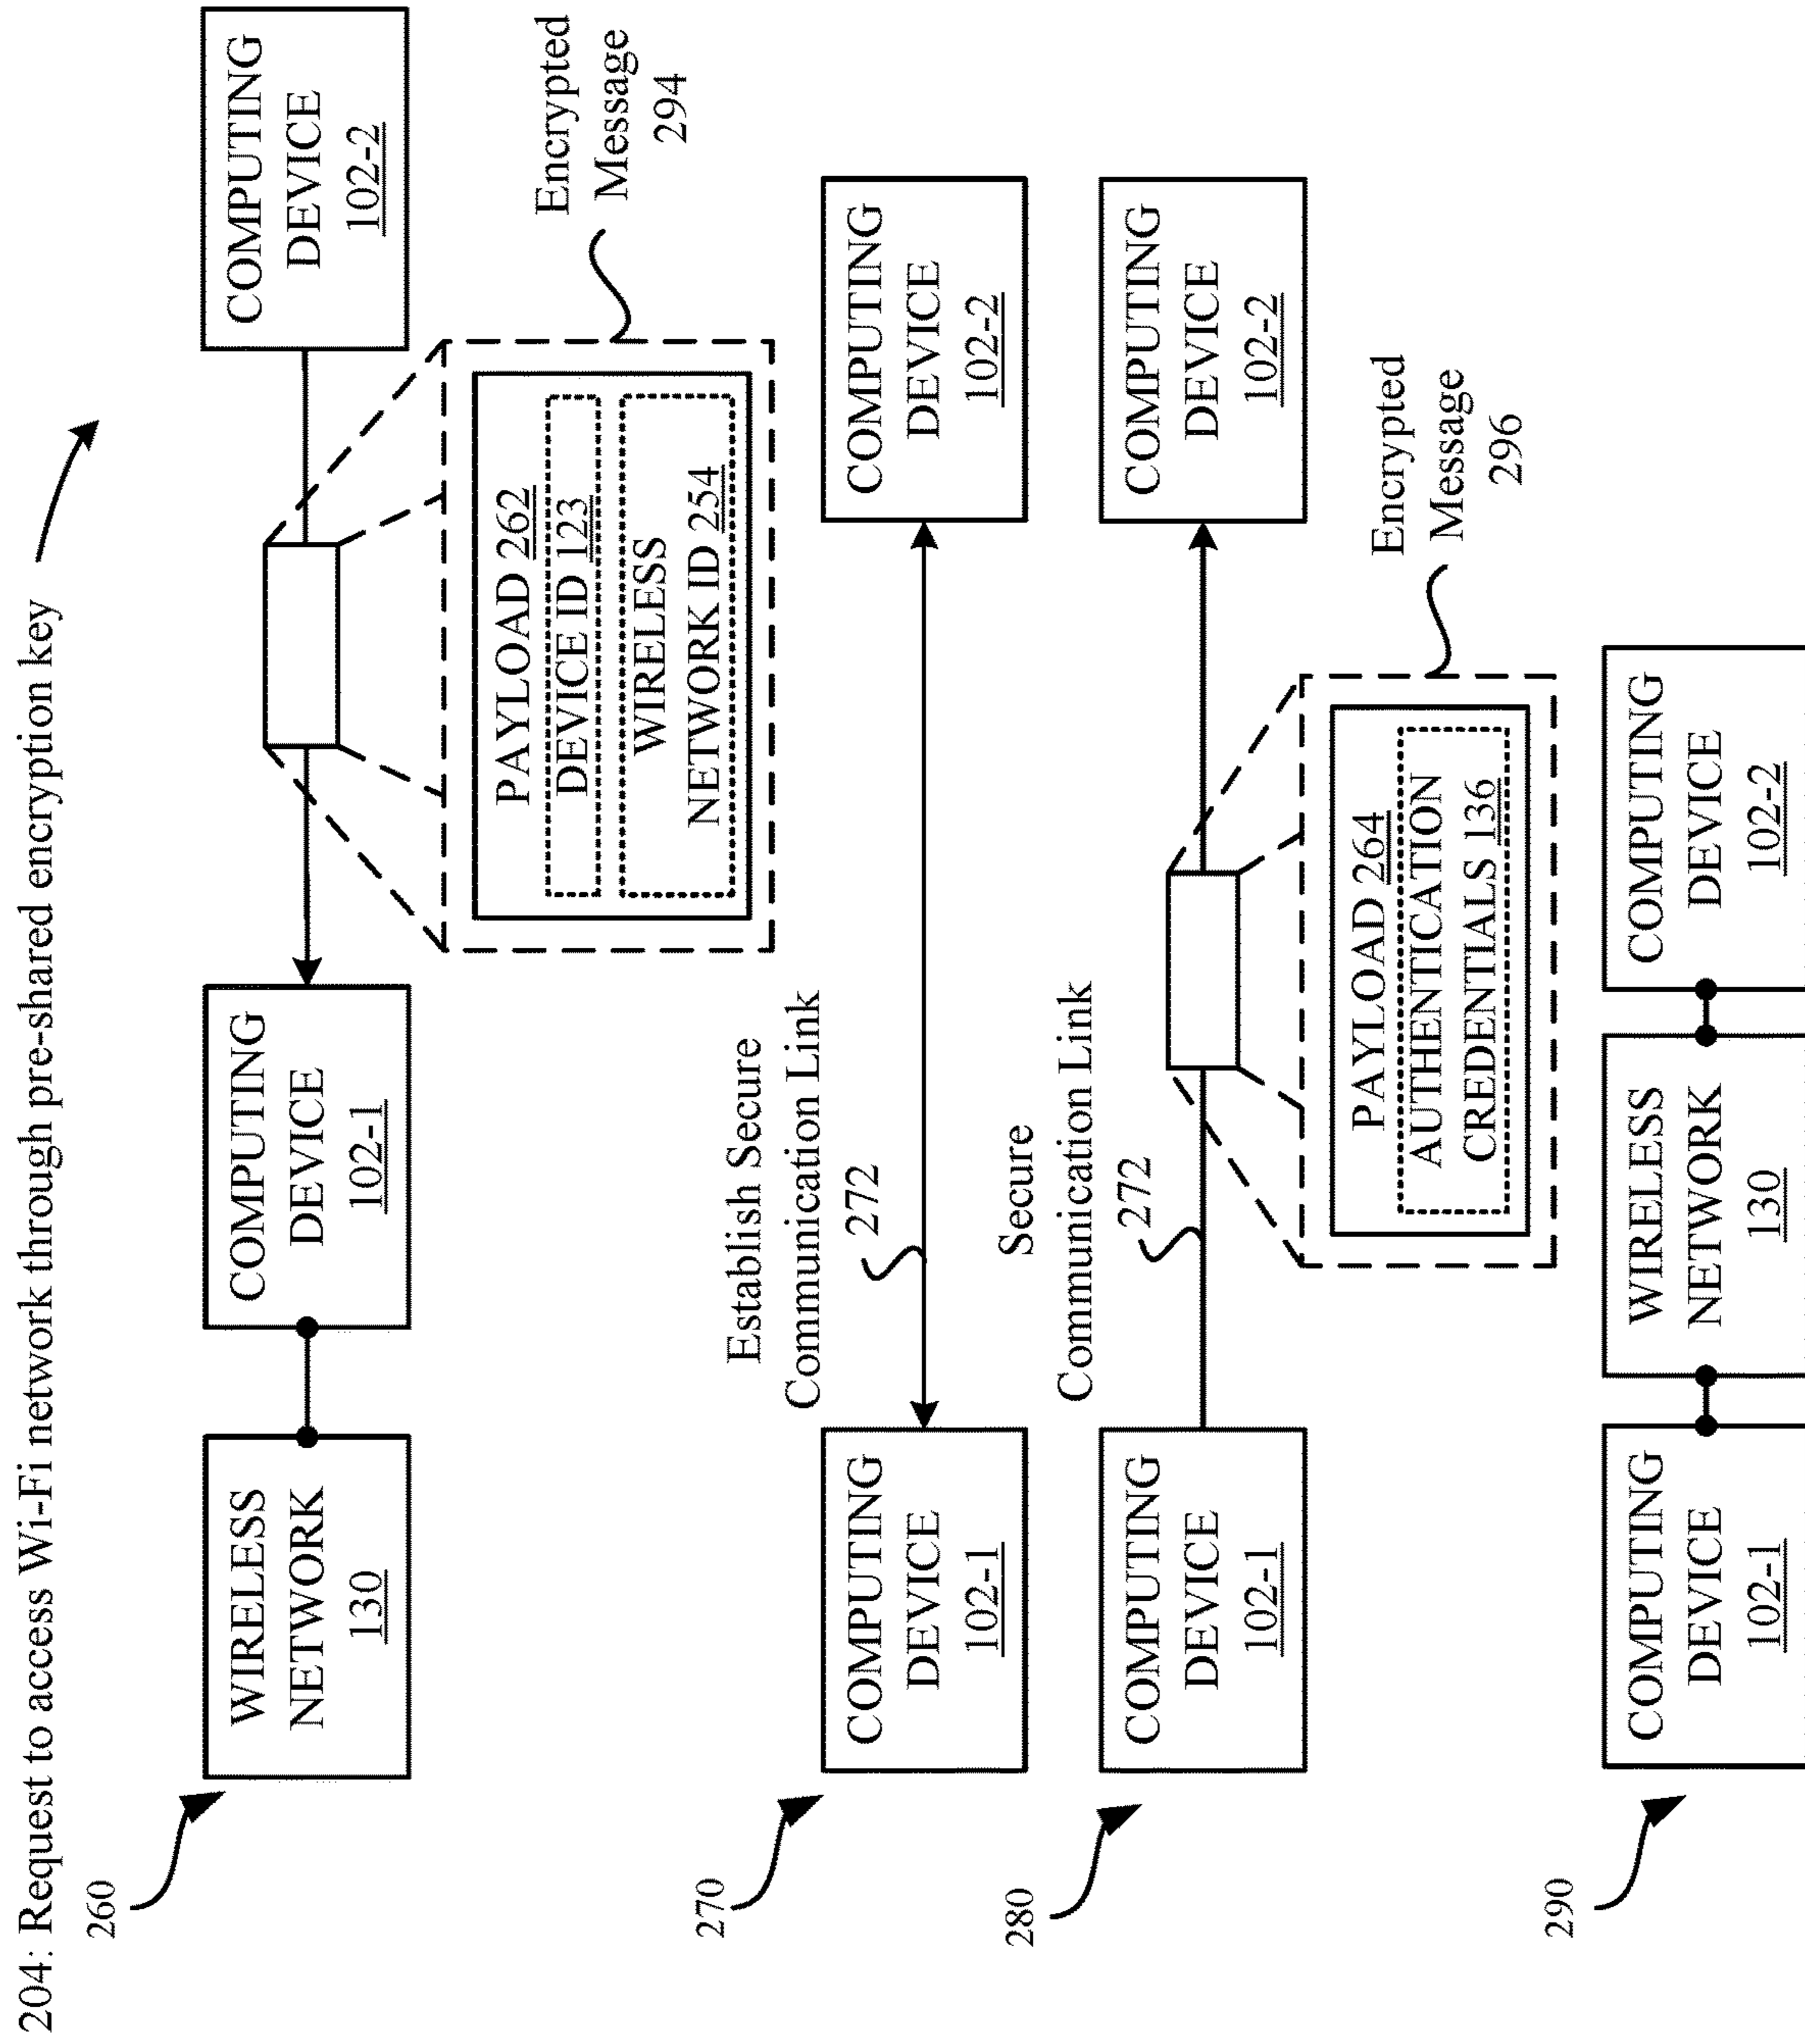 204: Request to access Wi-Fi network through pre-shared encryption key
260
WIRELESS
NETWORK
130
COMPUTING
DEVICE
102-1
COMPUTING
DEVICE
102-2
PAYLOAD 262
DEVICE ID 123
WIRELESS
NETWORK ID 254
Encrypted
Message
294
270
COMPUTING
DEVICE
102-1
Establish Secure
Communication Link
272
COMPUTING
DEVICE
102-2
280
COMPUTING
DEVICE
102-1
Secure
Communication Link
272
COMPUTING
DEVICE
102-2
PAYLOAD 264
AUTHENTICATION
CREDENTIALS 136
Encrypted
Message
296
290
COMPUTING
DEVICE
102-1
WIRELESS
NETWORK
130
COMPUTING
DEVICE
102-2